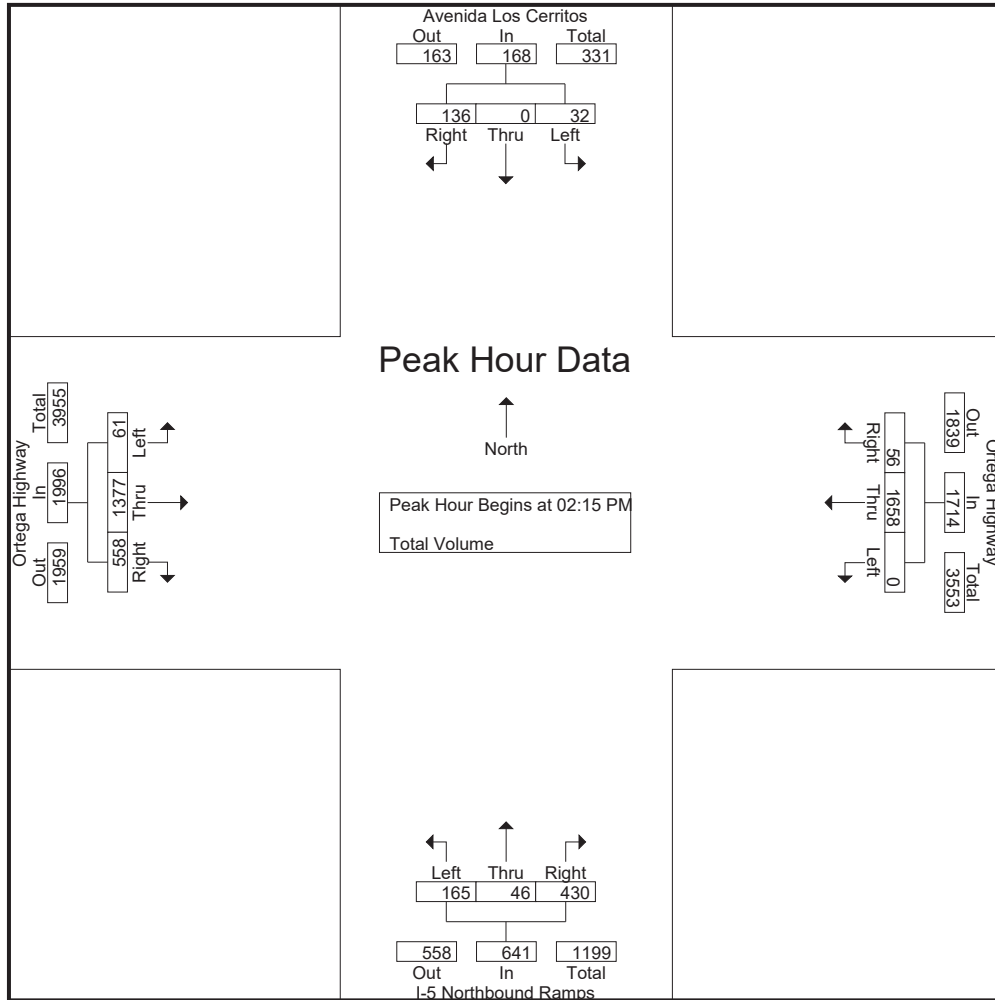 Avenida Los Cerritos
Out In Total
163 168 331
136 0 32
Right Thru Left
Peak Hour Data
North
Peak Hour Begins at 02:15 PM
Total Volume
Ortega Highway
Out In Total
1959 1996 3955
558 1377 61
Right Thru Left
Ortega Highway
Out In Total
1839 1714 3553
56 1658 0
Right Thru Left
Left Thru Right
165 46 430
558 641 1199
Out In Total
I-5 Northbound Ramps